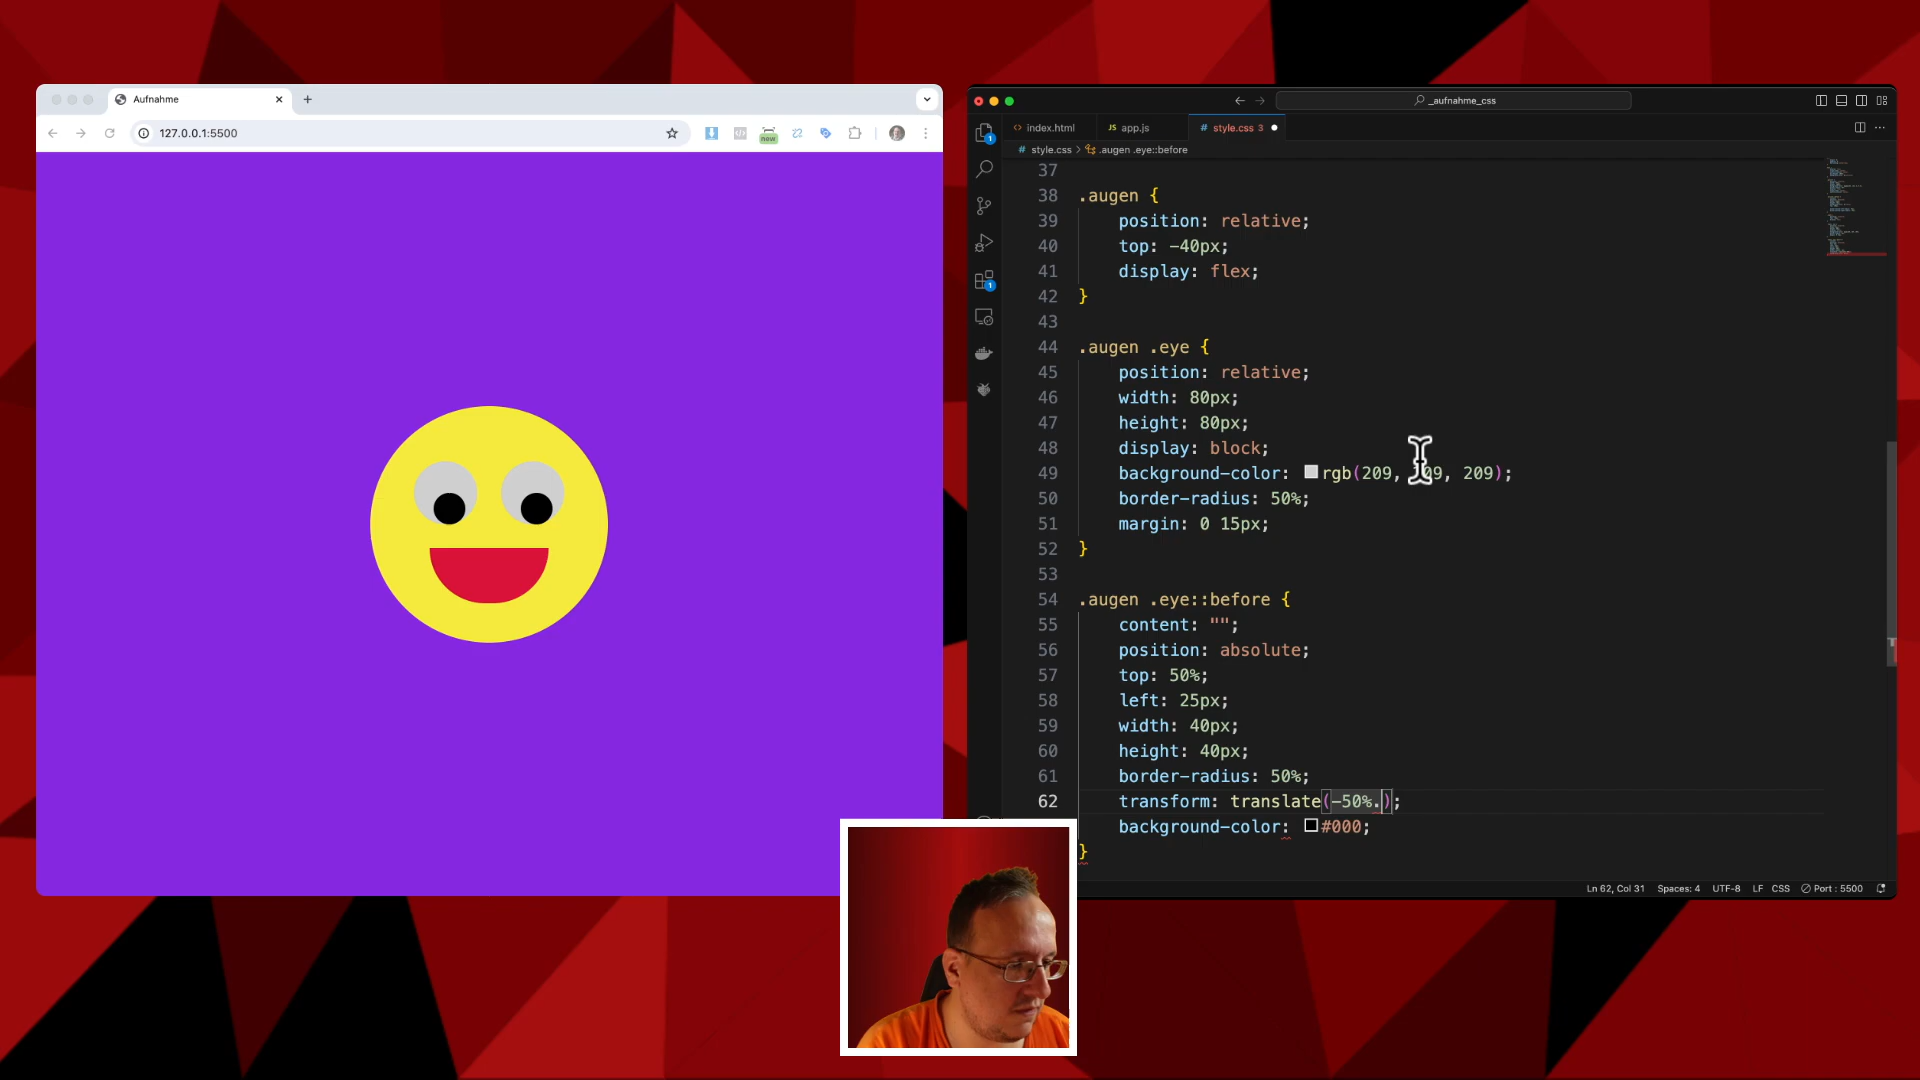 Aufnahme
127.0.0.1:5500
new
_aufnahme_css
index.html
JS app.js
# style.css 3
# style.css > .augen .eye::before
1
1
37
38 .augen {
39 position: relative;
40 top: -40px;
41 display: flex;
42 }
43
44 .augen .eye {
45 position: relative;
46 width: 80px;
47 height: 80px;
48 display: block;
49 background-color: rgb(209, 209, 209);
50 border-radius: 50%;
51 margin: 0 15px;
52 }
53
54 .augen .eye::before {
55 content: "";
56 position: absolute;
57 top: 50%;
58 left: 25px;
59 width: 40px;
60 height: 40px;
61 border-radius: 50%;
62 transform: translate(-50%.);
background-color: #000;
}
Ln 62, Col 31 Spaces: 4 UTF-8 LF CSS Port : 5500